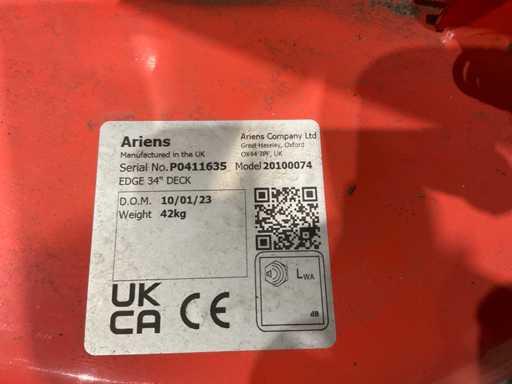 Ariens
Manufactured in the UK
Ariens Company Ltd
Great Haseley, Oxford
OX44 7PF, UK
Serial No. P0411635 Model 20100074
EDGE 34" DECK
D.O.M. 10/01/23
Weight 42kg
UK
CA CE
LWA
dB